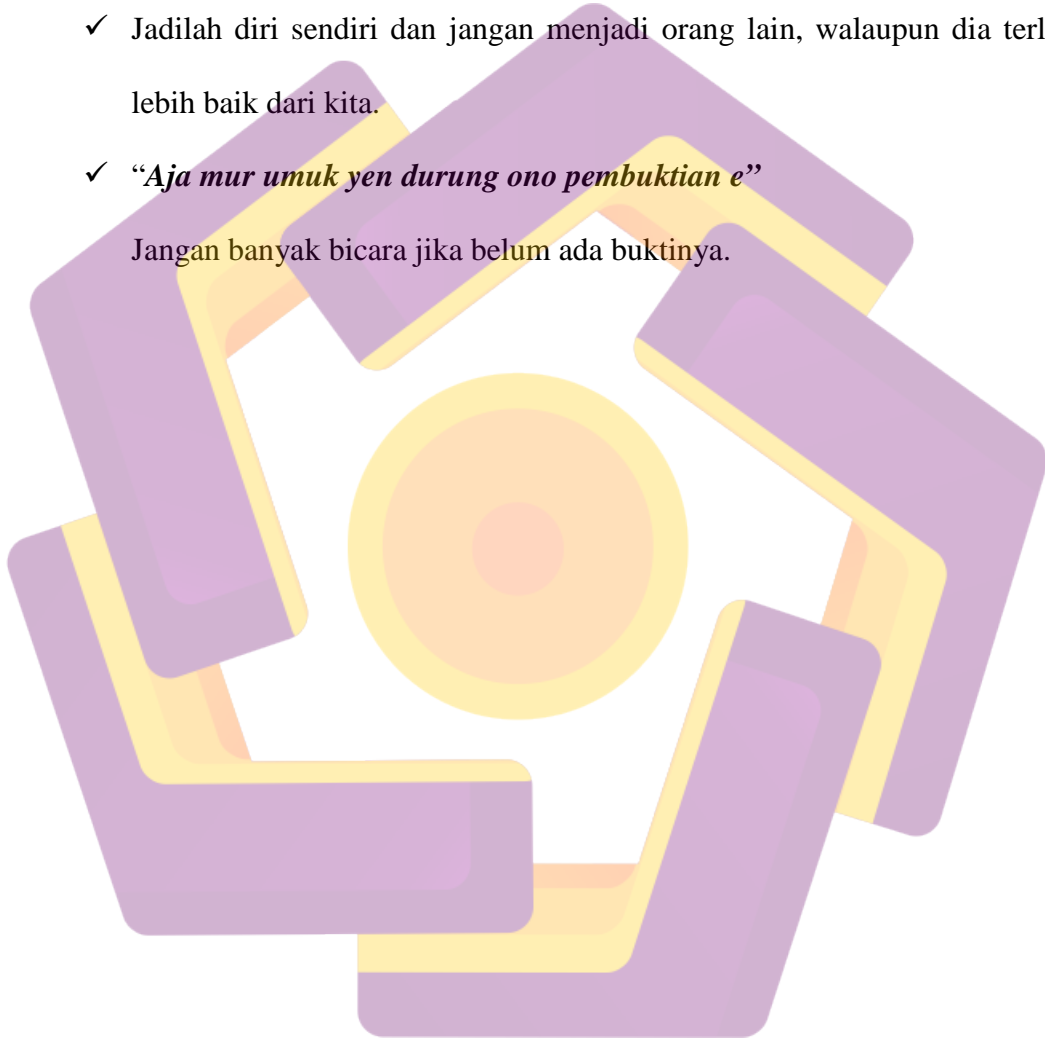 ✓ Jadilah diri sendiri dan jangan menjadi orang lain, walaupun dia terl
lebih baik dari kita.
✓ “Aja mur umuk yen durung ono pembuktian e”
Jangan banyak bicara jika belum ada buktinya.